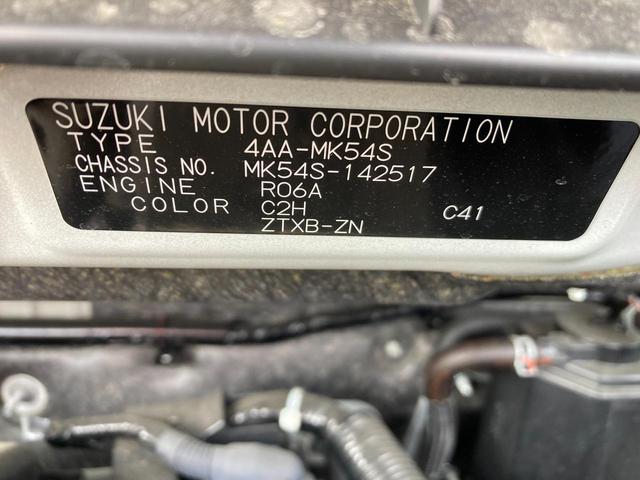 SUZUKI MOTOR CORPORATION
TYPE 4AA-MK54S
CHASSIS NO. MK54S-142517
ENGINE R06A
COLOR C2H C41
ZTXB-ZN